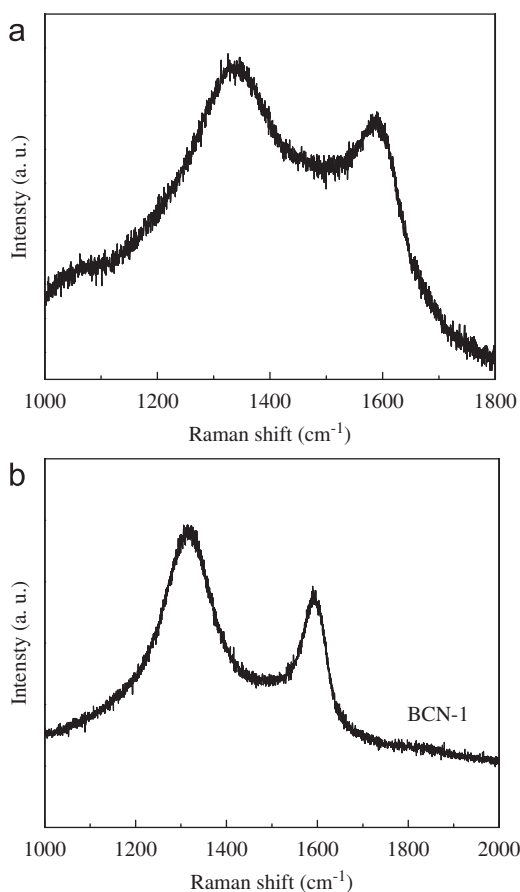 a
Intensty (a. u.)
1000 1200 1400 1600 1800
Raman shift (cm⁻¹)
b
Intensty (a. u.)
BCN-1
1000 1200 1400 1600 1800 2000
Raman shift (cm⁻¹)